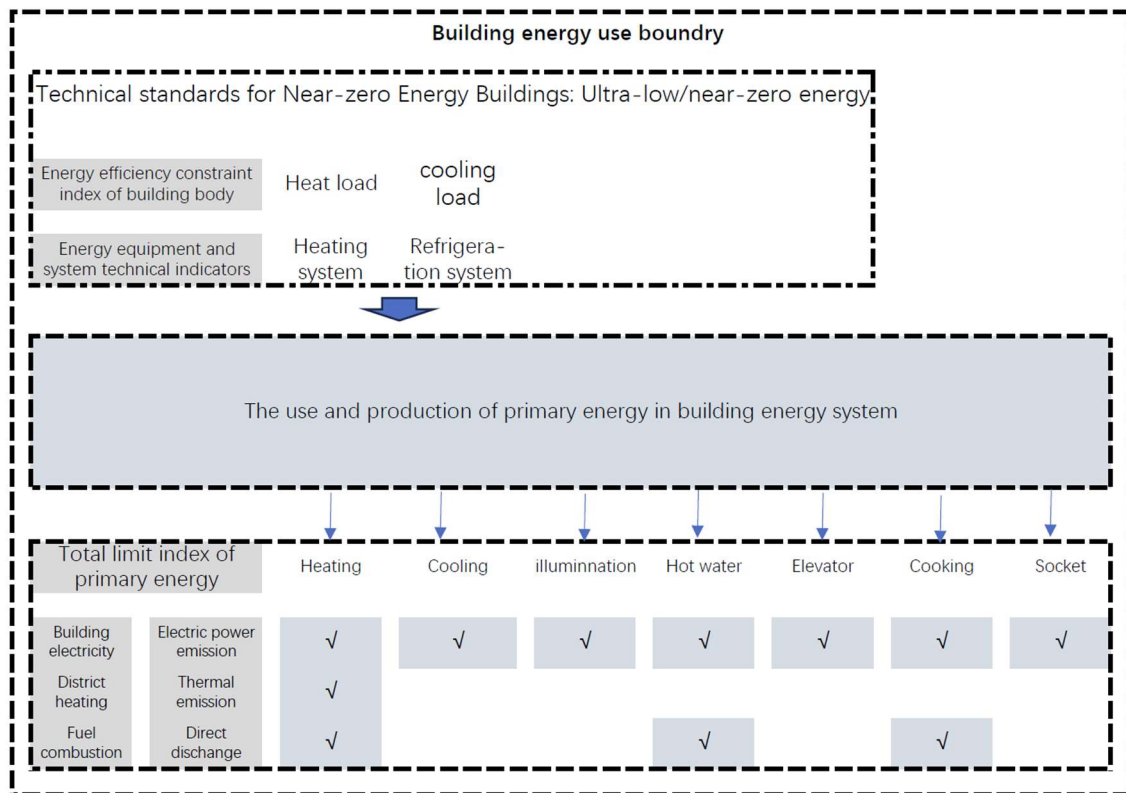 Building energy use boundry
Technical standards for Near-zero Energy Buildings: Ultra-low/near-zero energy
Energy efficiency constraint
index of building body
Heat load
cooling
load
Energy equipment and
system technical indicators
Heating
system
Refrigera-
tion system
The use and production of primary energy in building energy system
Total limit index of
primary energy
Heating
Cooling
illuminnation
Hot water
Elevator
Cooking
Socket
Building
electricity
Electric power
emission
√ √ √ √ √ √ √
District
heating
Thermal
emission
√
Fuel
combustion
Direct
discharge
√ √ √